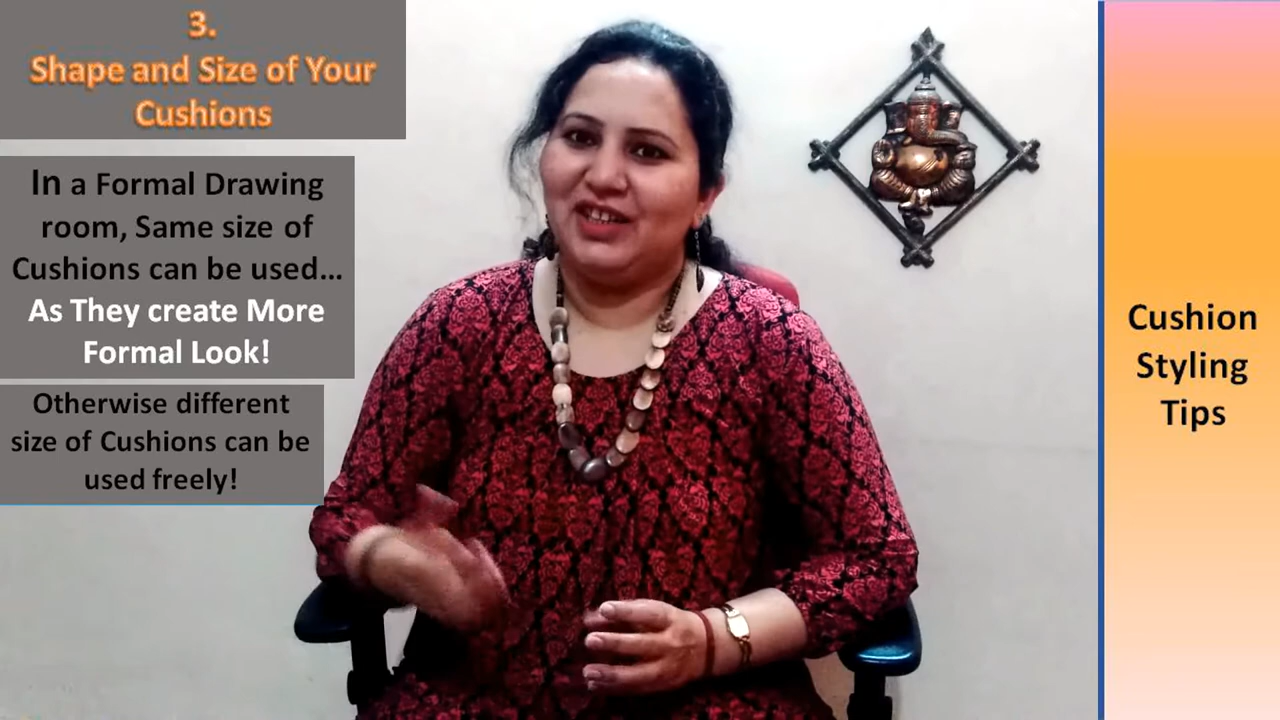 3.
Shape and Size of Your
Cushions
In a Formal Drawing
room, Same size of
Cushions can be used...
As They create More
Formal Look!
Otherwise different
size of Cushions can be
used freely!
Cushion
Styling
Tips